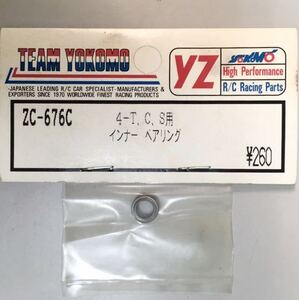 TEAM YOKOMO
-JAPANESE LEADING R/C CAR SPECIALIST-MANUFACTURERS &
EXPORTERS SINCE 1970 WORLDWIDE FINEST RACING PRODUCTS
YOKOMO
YZ
High Performance
R/C Racing Parts
ZC-676C
4-T, C, S用
インナー ベアリング
¥260